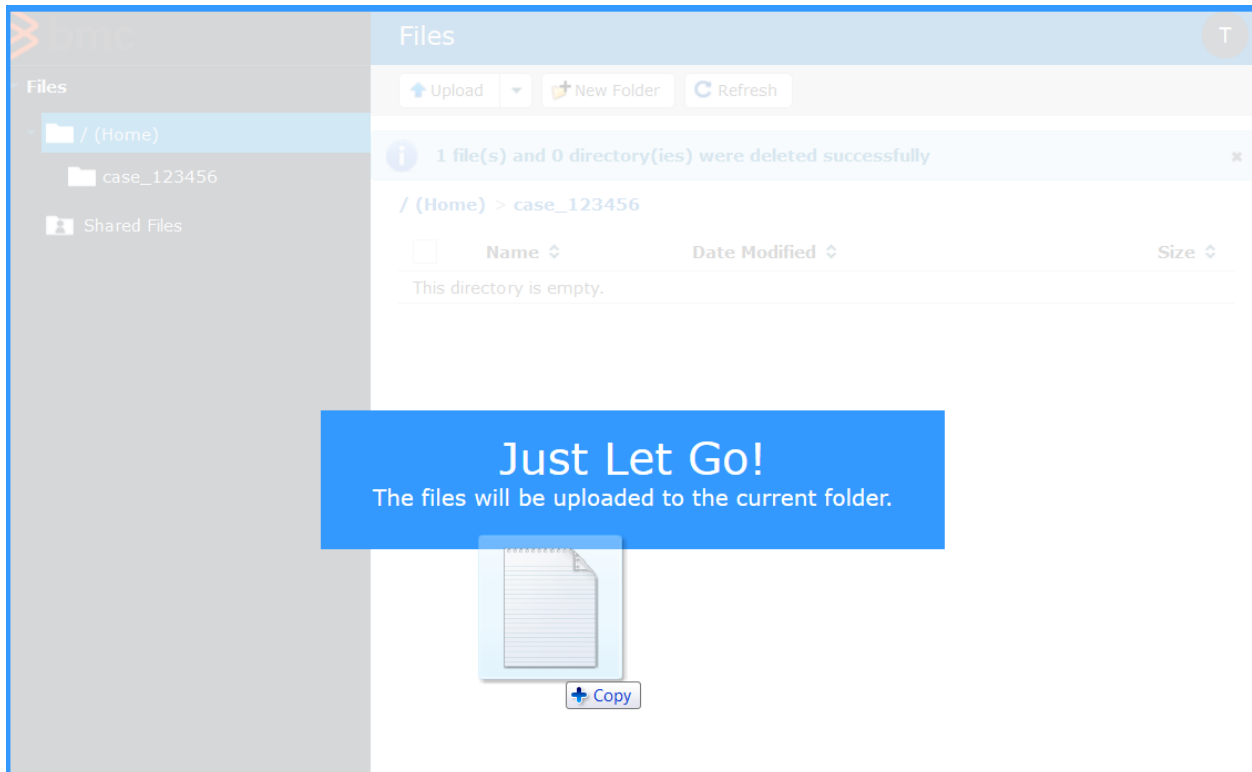 bmc
Files
T
Files
Upload
New Folder
Refresh
/ (Home)
1 file(s) and 0 directory(ies) were deleted successfully
case_123456
/ (Home) > case_123456
Shared Files
Name
Date Modified
Size
This directory is empty.
Just Let Go!
The files will be uploaded to the current folder.
Copy